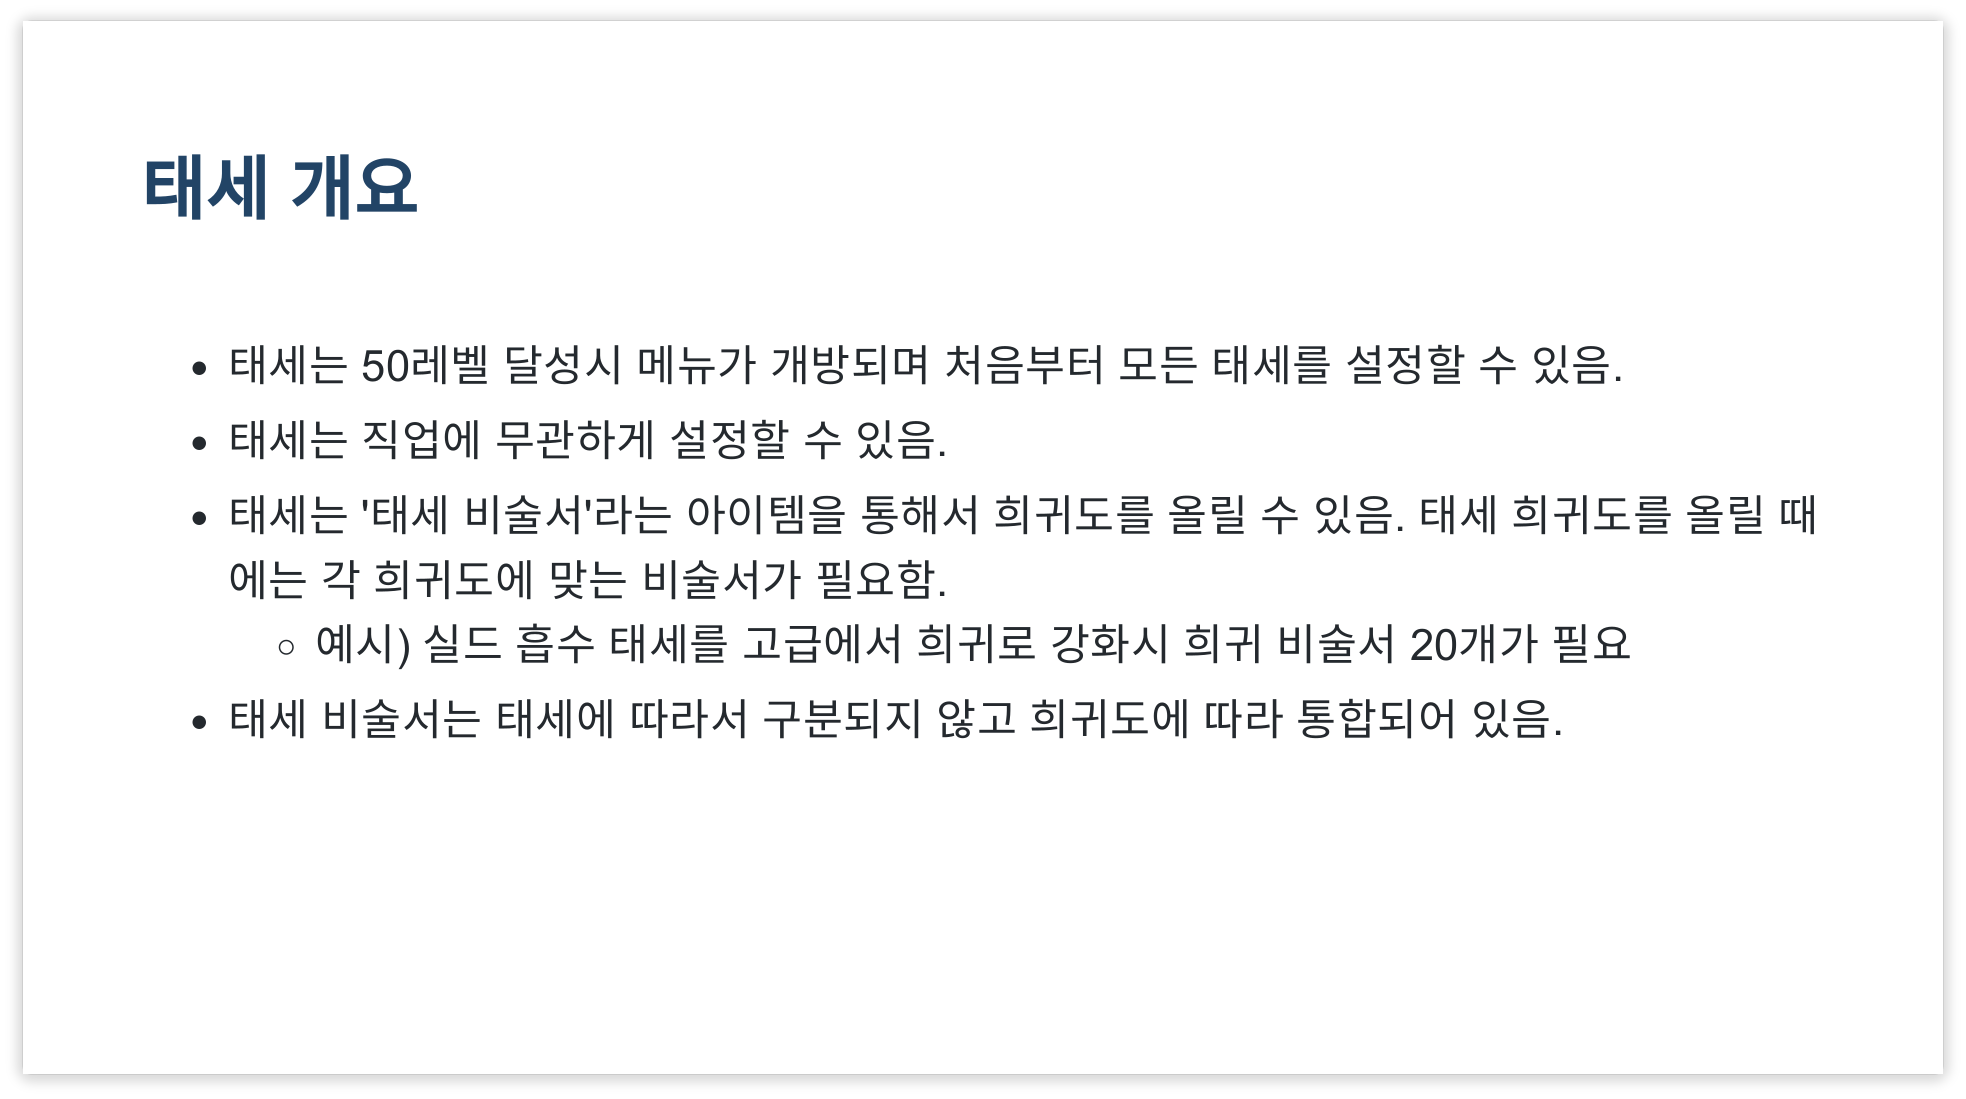 태세 개요
태세는 50레벨 달성시 메뉴가 개방되며 처음부터 모든 태세를 설정할 수 있음.
태세는 직업에 무관하게 설정할 수 있음.
태세는 '태세 비술서'라는 아이템을 통해서 희귀도를 올릴 수 있음. 태세 희귀도를 올릴 때
에는 각 희귀도에 맞는 비술서가 필요함.
예시) 실드 흡수 태세를 고급에서 희귀로 강화시 희귀 비술서 20개가 필요
태세 비술서는 태세에 따라서 구분되지 않고 희귀도에 따라 통합되어 있음.